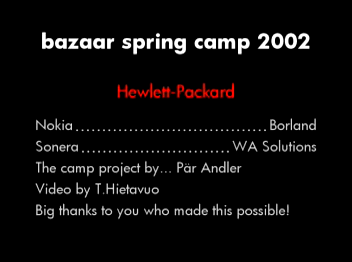 bazaar spring camp 2002
Hewlett-Packard
Nokia....................................Borland
Sonera............................WA Solutions
The camp project by... Pär Andler
Video by T.Hietavuo
Big thanks to you who made this possible!